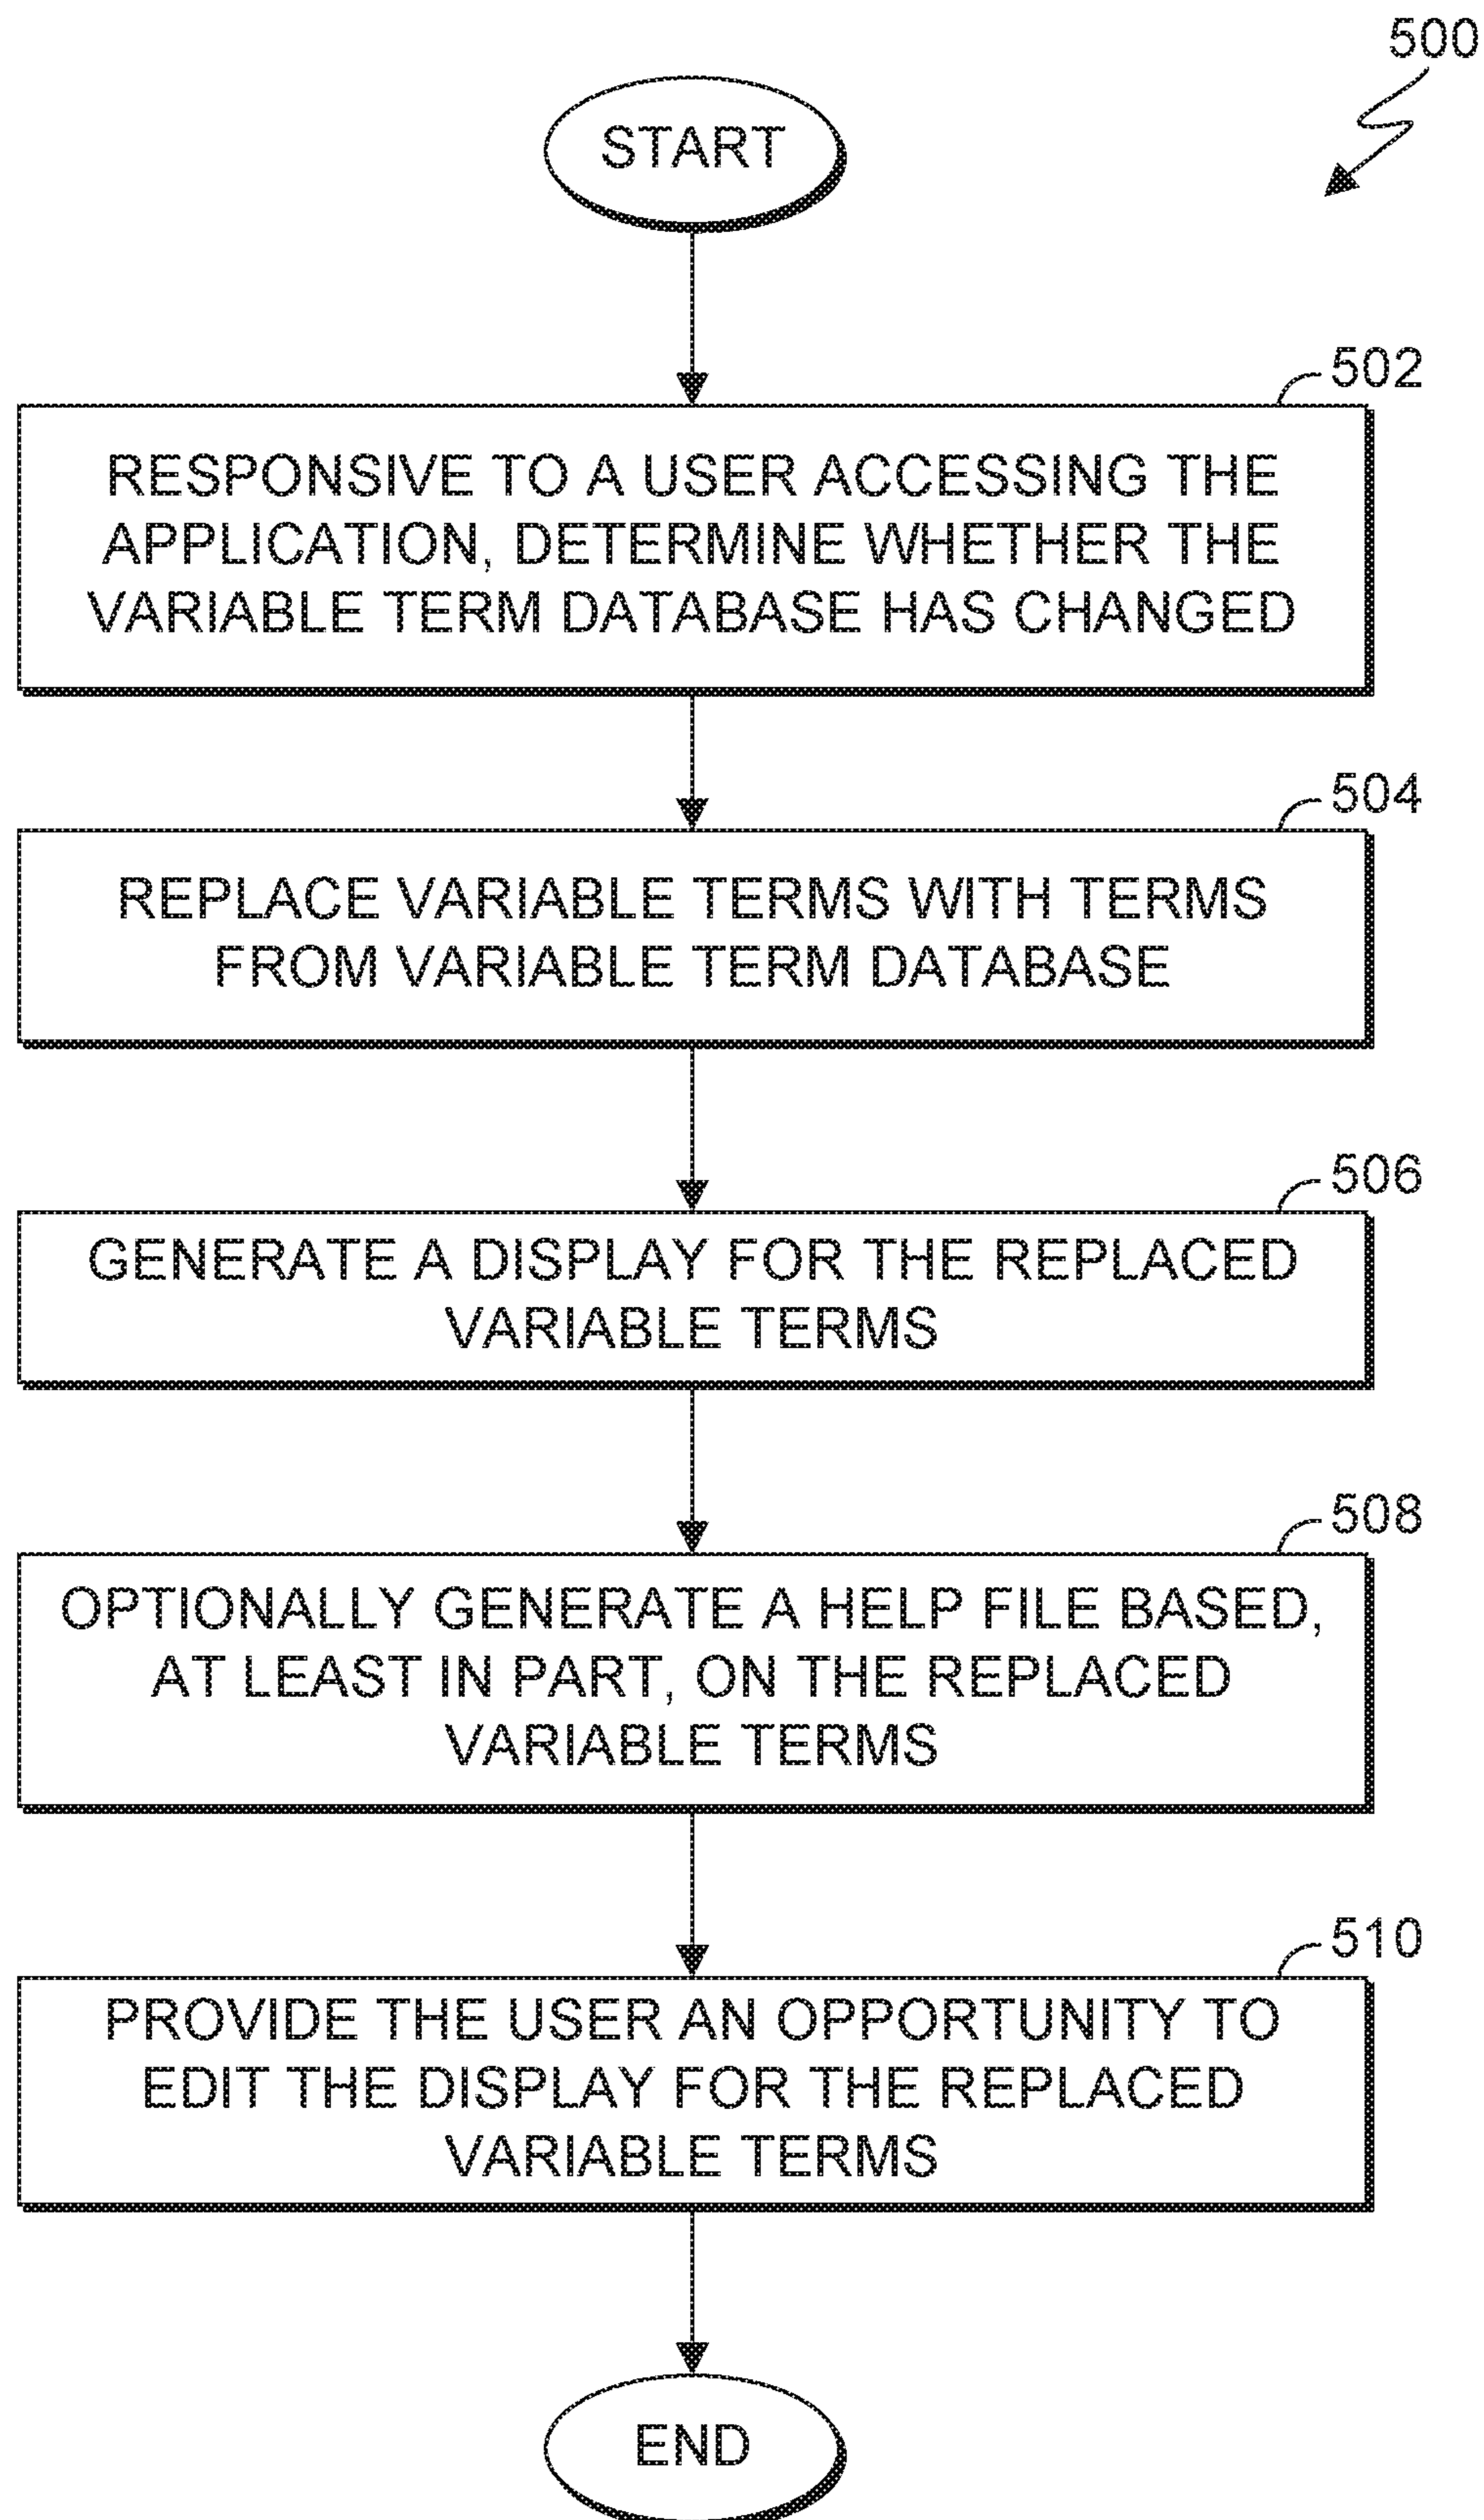 500
START
502
RESPONSIVE TO A USER ACCESSING THE
APPLICATION, DETERMINE WHETHER THE
VARIABLE TERM DATABASE HAS CHANGED
504
REPLACE VARIABLE TERMS WITH TERMS
FROM VARIABLE TERM DATABASE
506
GENERATE A DISPLAY FOR THE REPLACED
VARIABLE TERMS
508
OPTIONALLY GENERATE A HELP FILE BASED,
AT LEAST IN PART, ON THE REPLACED
VARIABLE TERMS
510
PROVIDE THE USER AN OPPORTUNITY TO
EDIT THE DISPLAY FOR THE REPLACED
VARIABLE TERMS
END